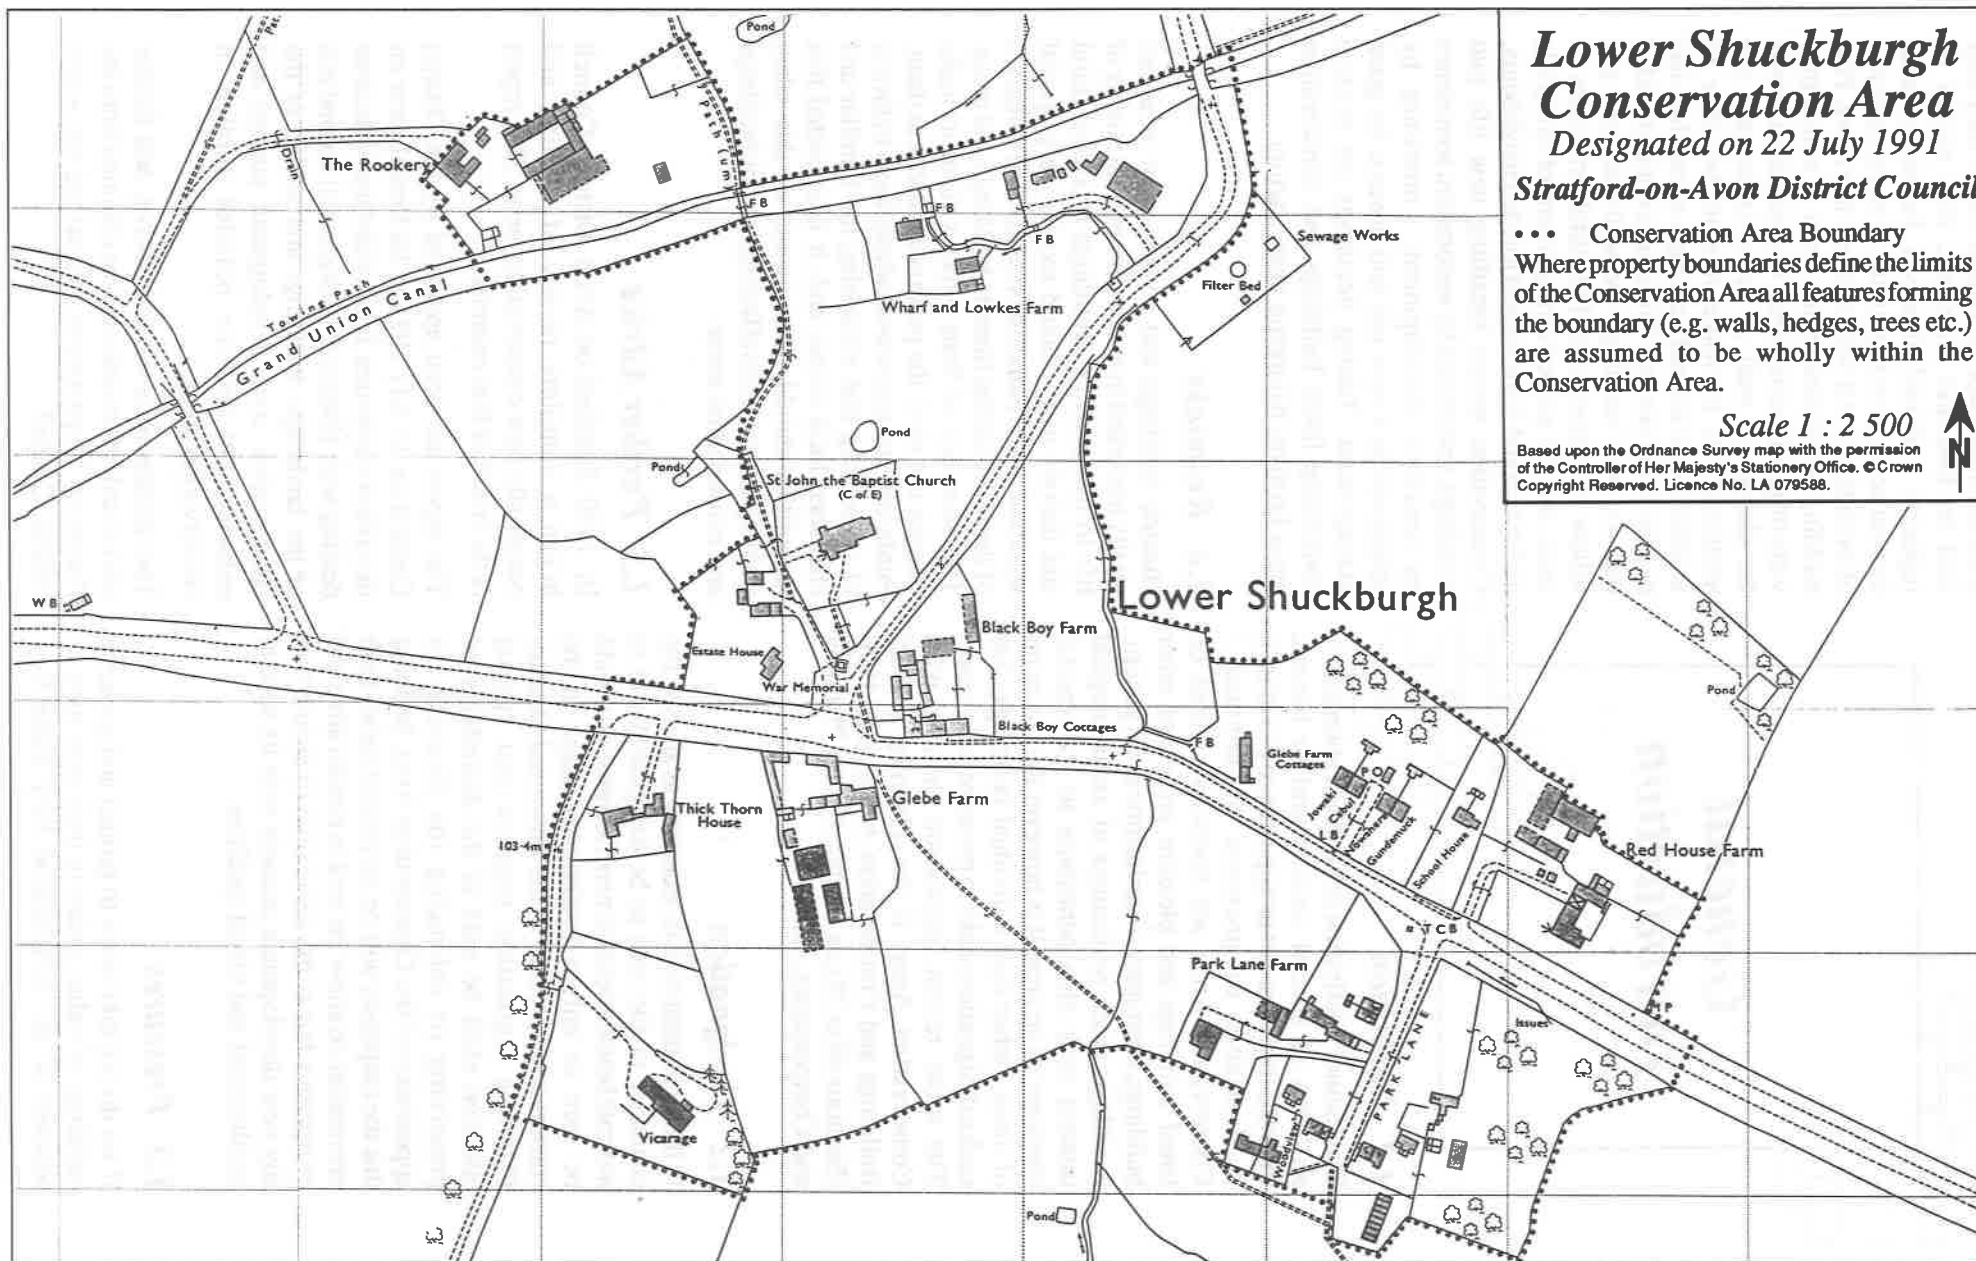 Lower Shuckburgh
Conservation Area
Designated on 22 July 1991
Stratford-on-Avon District Council
••• Conservation Area Boundary
Where property boundaries define the limits
of the Conservation Area all features forming
the boundary (e.g. walls, hedges, trees etc.)
are assumed to be wholly within the
Conservation Area.
Scale 1 : 2 500
Based upon the Ordnance Survey map with the permission
of the Controller of Her Majesty's Stationery Office. © Crown
Copyright Reserved. Licence No. LA 079588.
N
Pond
Path (um)
Drain
The Rookery
FB
FB
FB
Sewage Works
Filter Bed
Wharf and Lowkes Farm
Towing Path
Grand Union Canal
Pond
Pond
St John the Baptist Church
(C of E)
WB
Lower Shuckburgh
Black Boy Farm
Estate House
War Memorial
Black Boy Cottages
FB
Pond
Glebe Farm
Cottages
PO
Jowaki
Cabul
LB
Nowshera
Gundemuck
School House
Thick Thorn
House
Glebe Farm
103·4m
Red House Farm
TCB
Park Lane Farm
PARK LANE
Issues
MP
Vicarage
Woodlaw
Pond